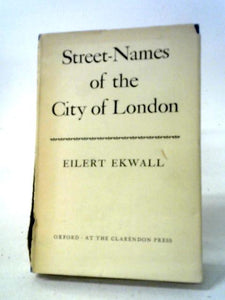 Street-Names
of the
City of London
EILERT EKWALL
OXFORD · AT THE CLARENDON PRESS